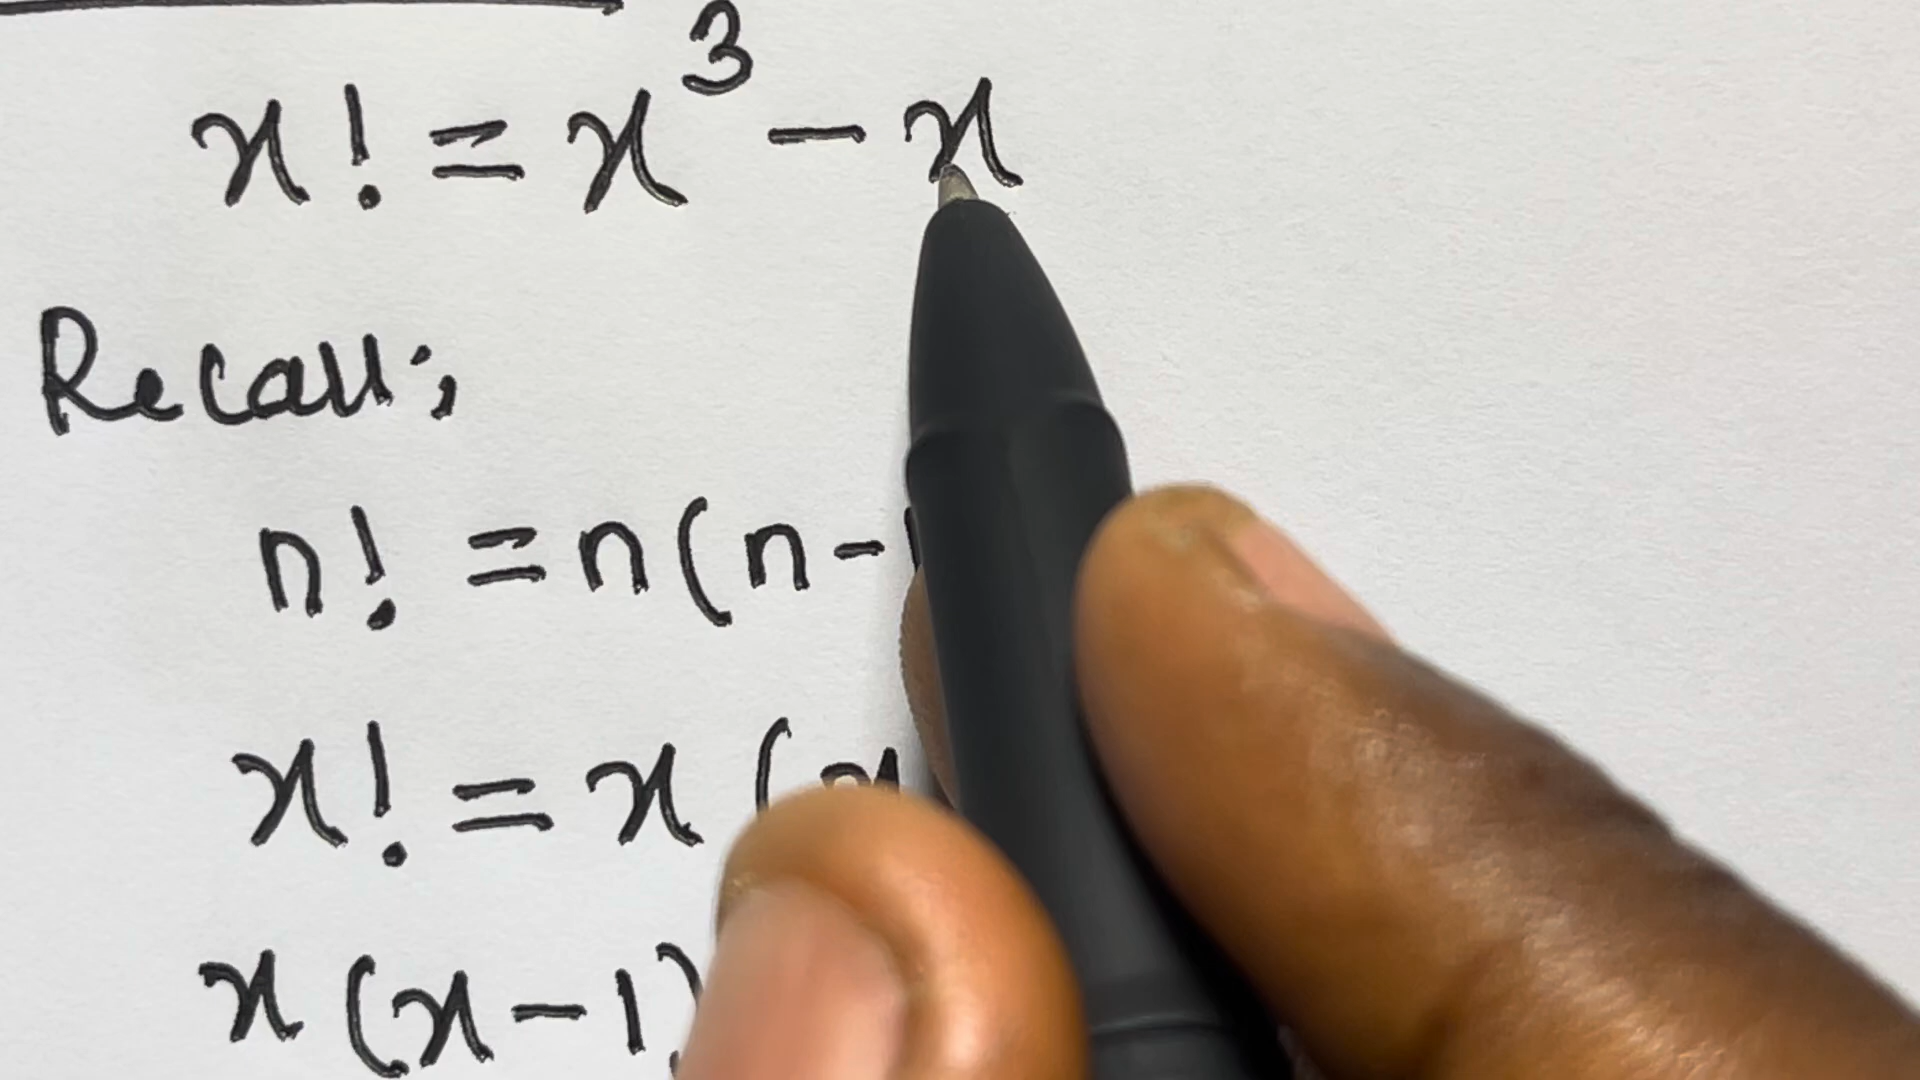 x! = x³ - x
Recall;
n! = n(n-
x! = x(x
x(x-1)